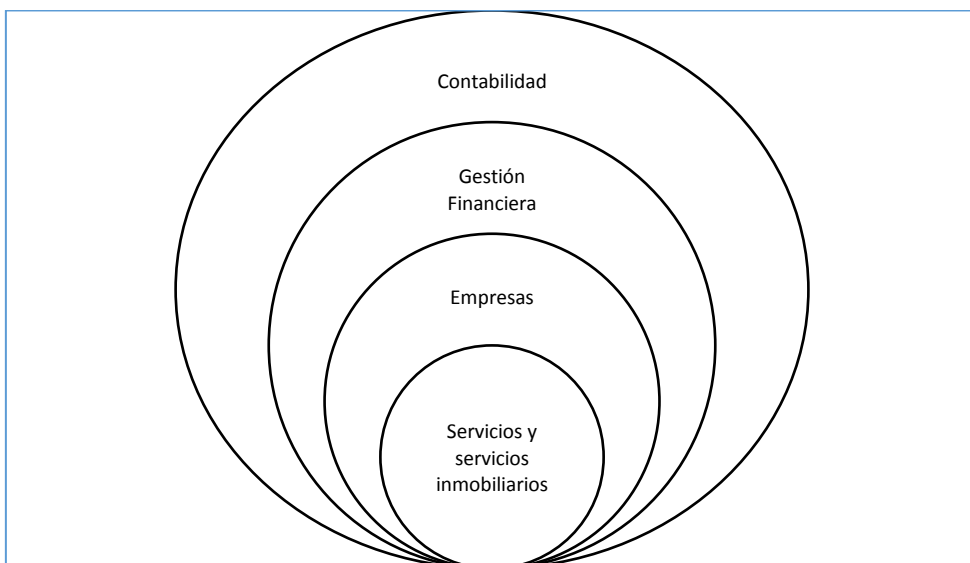 Contabilidad
Gestión
Financiera
Empresas
Servicios y
servicios
inmobiliarios